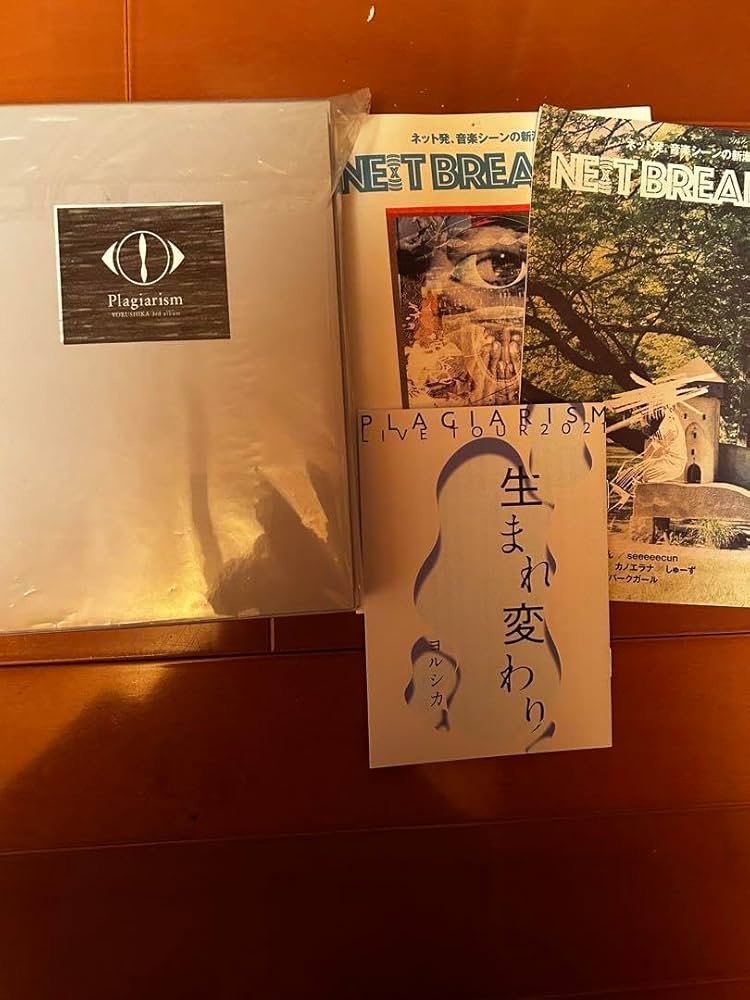 Plagiarism
YORUSHIKA 3rd album
ネット発、音楽シーンの新
NEXT BREA
ネット発、音楽シーンの新
NEXT BREA
PLAGIARISM
LIVE TOUR 2021
生まれ変わり
ヨルシカ
/ seeeeecun
カノエラナ/しゅーず
パークガール